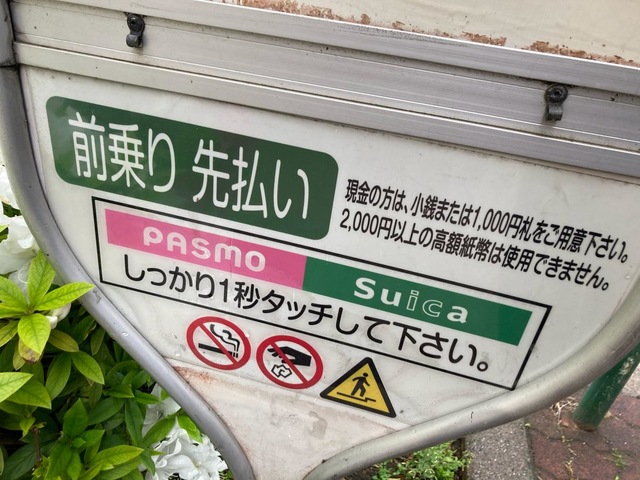 前乗り 先払い
現金の方は、小銭または1,000円札をご用意下さい。
2,000円以上の高額紙幣は使用できません。
PASMO Suica
しっかり1秒タッチして下さい。